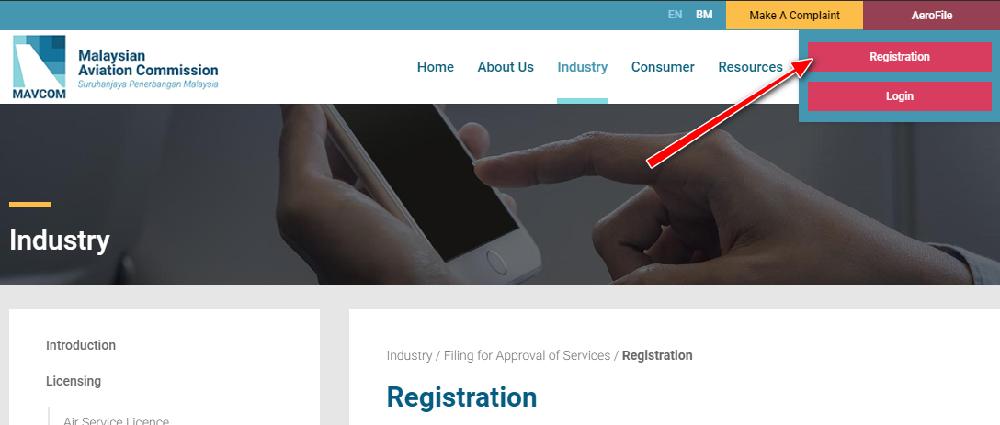 EN BM Make A Complaint AeroFile
Malaysian
Aviation Commission
Suruhanjaya Penerbangan Malaysia
MAVCOM
Home About Us Industry Consumer Resources
Registration
Login
Industry
Introduction
Licensing
Air Service Licence
Industry / Filing for Approval of Services / Registration
Registration